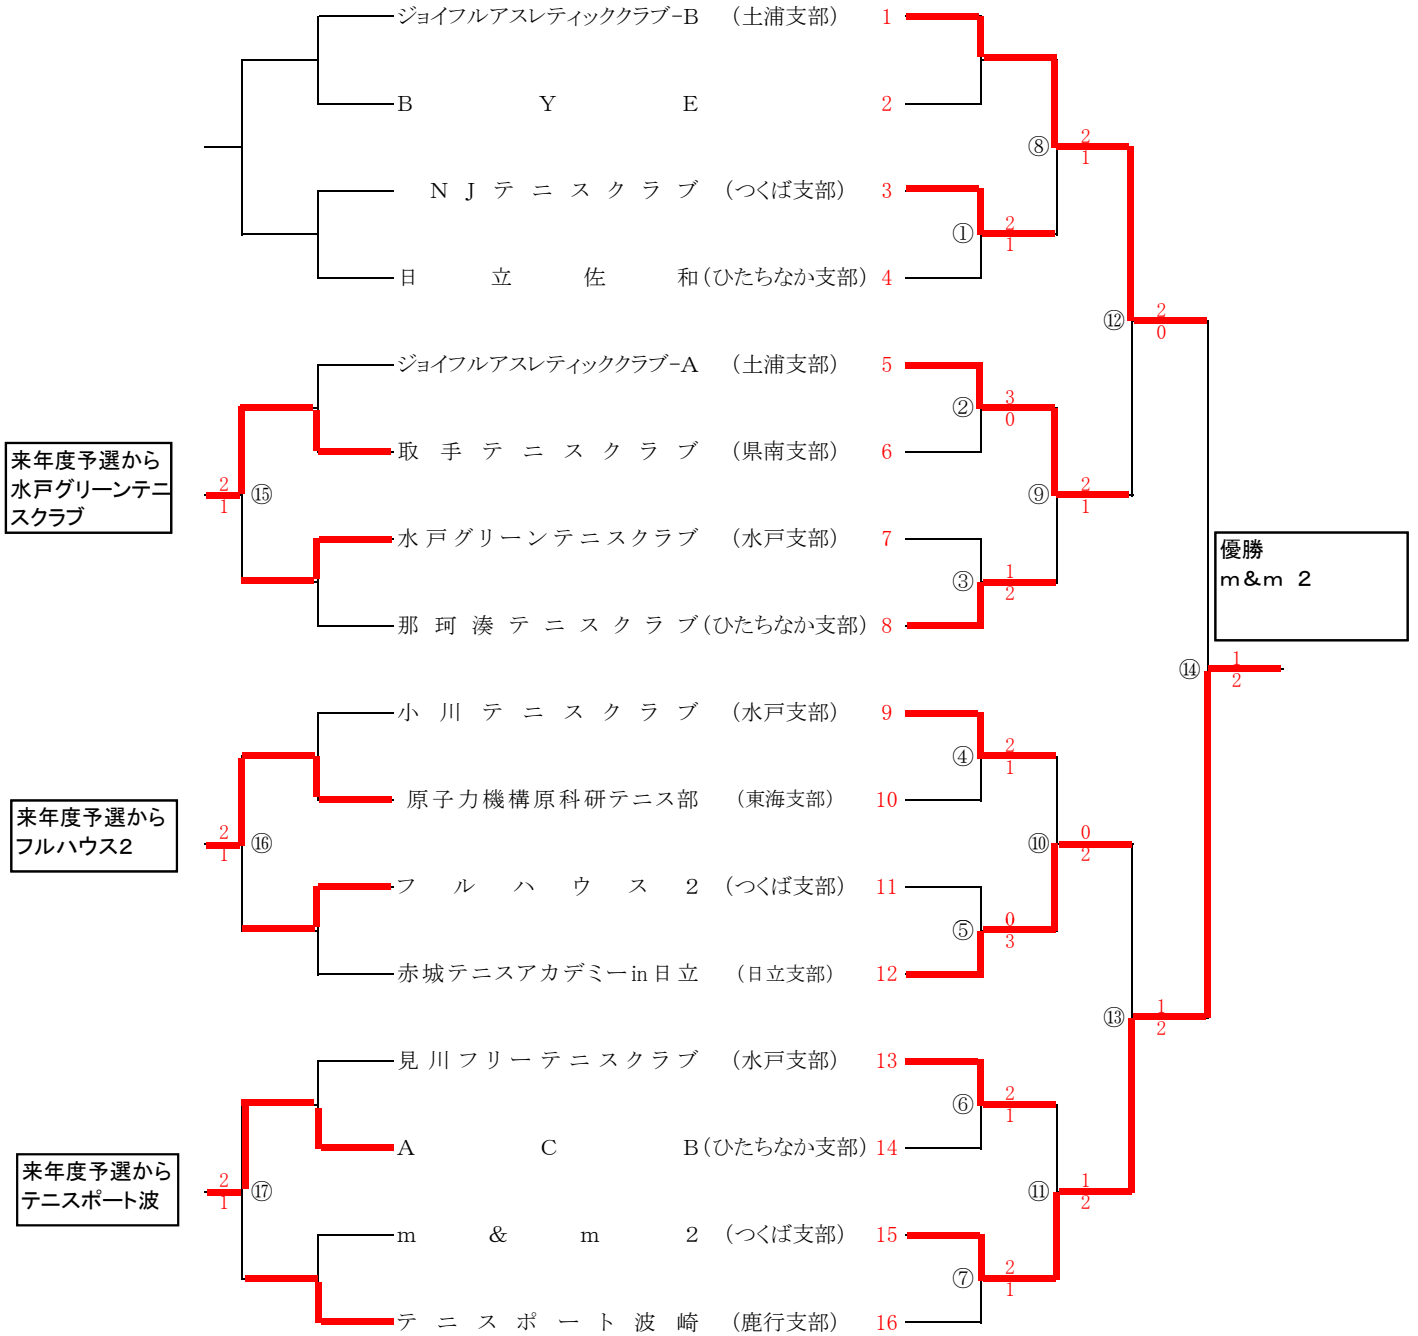 ジョイフルアスレティッククラブ-B （土浦支部） 1
B Y E 2
⑧ 2
1
N J テ ニ ス ク ラ ブ （つくば支部） 3
① 2
1
日 立 佐 和 （ひたちなか支部） 4
⑫ 2
0
ジョイフルアスレティッククラブ-A （土浦支部） 5
② 3
0
取 手 テ ニ ス ク ラ ブ （県南支部） 6
来年度予選から
水戸グリーンテニ
スクラブ
2
1
⑮
⑨ 2
1
水戸グリーンテニスクラブ （水戸支部） 7
③ 1
2
那 珂 湊 テ ニ ス ク ラ ブ （ひたちなか支部） 8
優勝
m＆m 2
⑭ 1
2
小 川 テ ニ ス ク ラ ブ （水戸支部） 9
④ 2
1
原子力機構原科研テニス部 （東海支部） 10
来年度予選から
フルハウス2
2
1
⑯
⑩ 0
2
フ ル ハ ウ ス 2 （つくば支部） 11
⑤ 0
3
赤城テニスアカデミーin日立 （日立支部） 12
⑬ 1
2
見川フリーテニスクラブ （水戸支部） 13
⑥ 2
1
A C B （ひたちなか支部） 14
来年度予選から
テニスポート波
2
1
⑰
⑪ 1
2
m & m 2 （つくば支部） 15
⑦ 2
1
テ ニ ス ポ ー ト 波 崎 （鹿行支部） 16